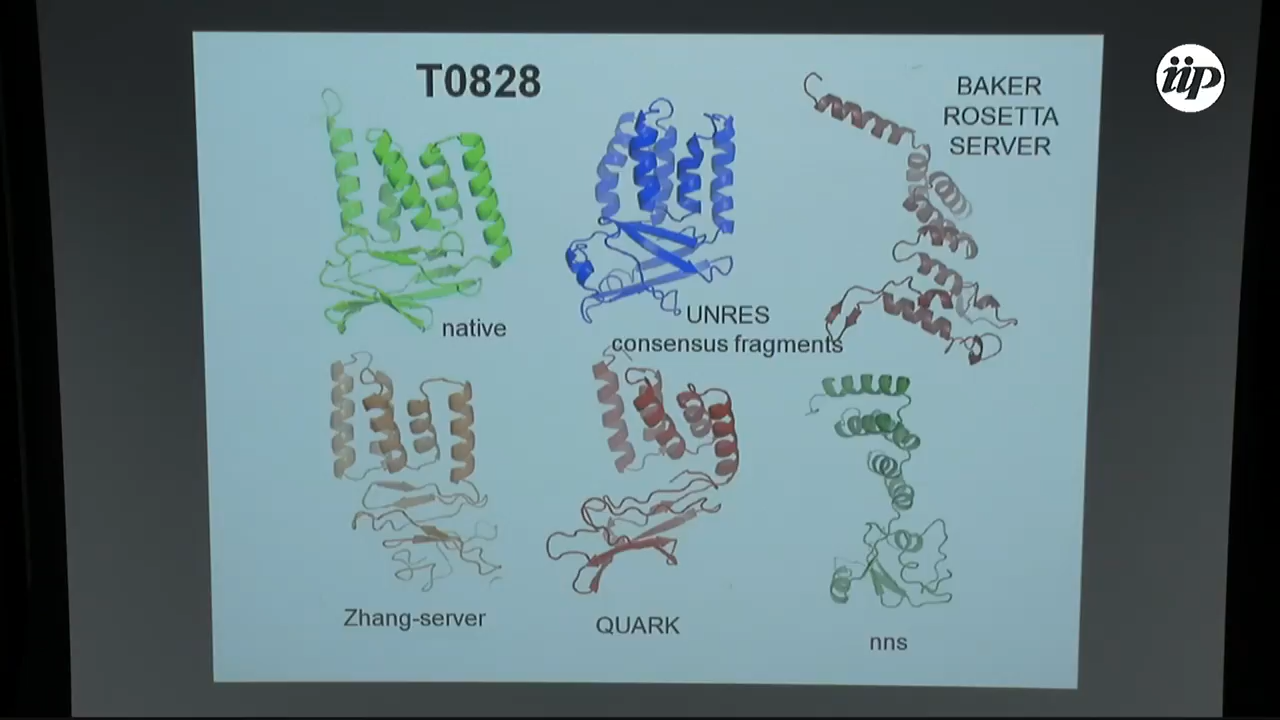 T0828
BAKER
ROSETTA
SERVER
iip
native
UNRES
consensus fragments
Zhang-server
QUARK
nns